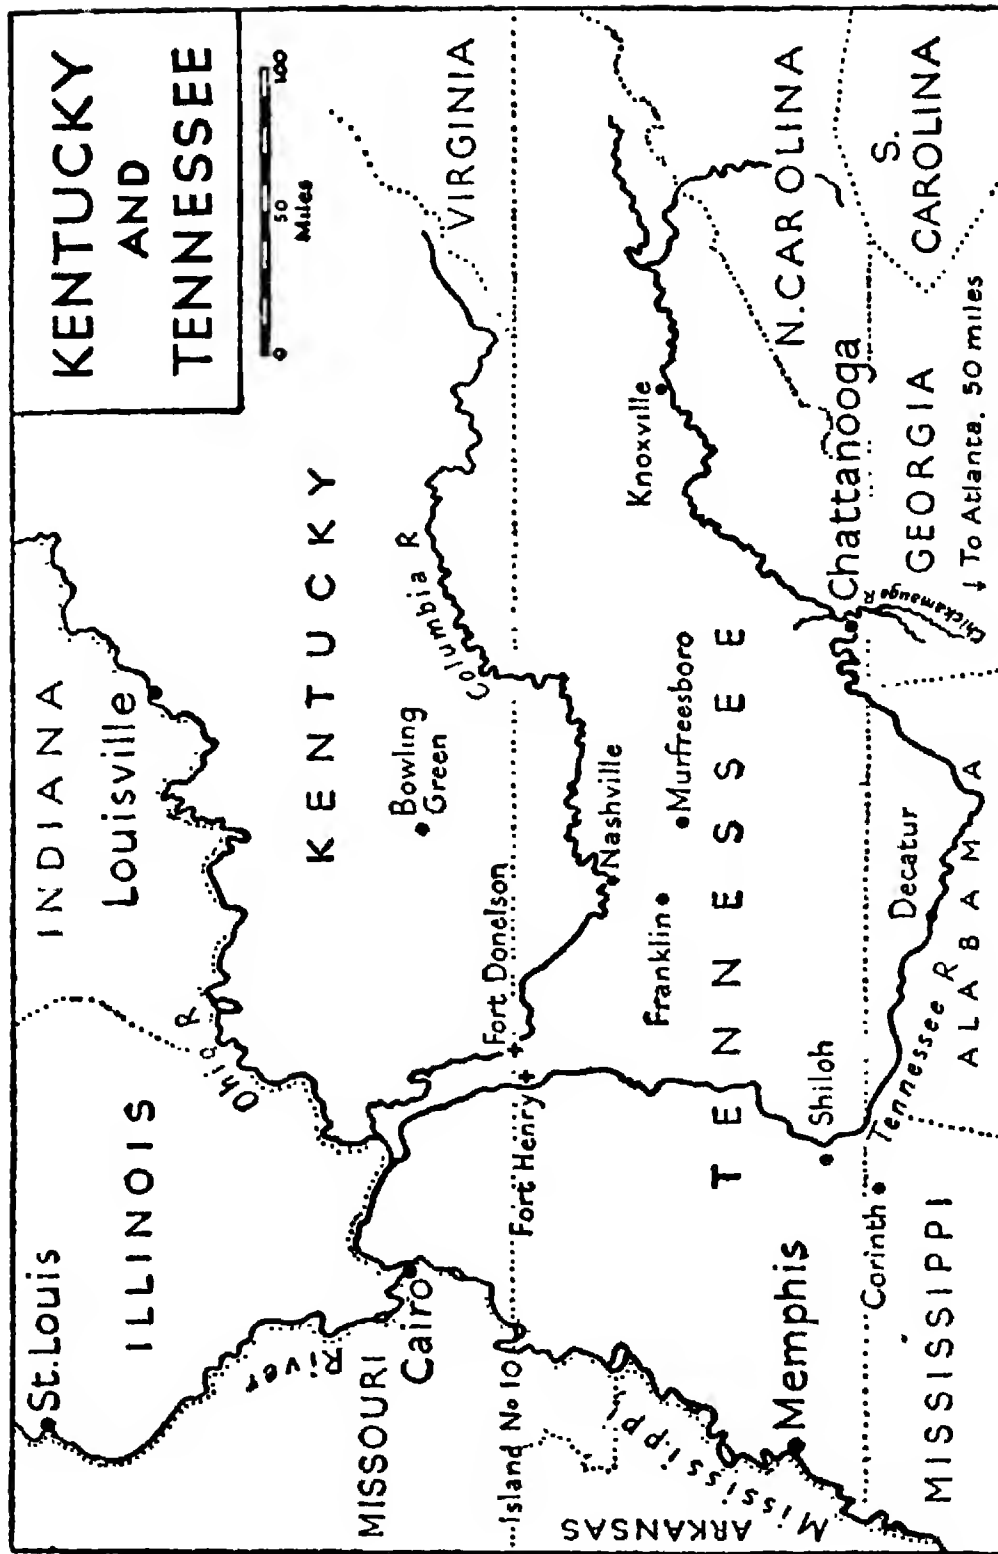 KENTUCKY
AND
TENNESSEE
0 50 100
Miles
St. Louis
ILLINOIS
INDIANA
Louisville
Ohio R.
River
MISSOURI
Cairo
KENTUCKY
Bowling
Green
Columbia R
VIRGINIA
Island No 10
Fort Henry
Fort Donelson
Nashville
Franklin
Murfreesboro
Knoxville
TENNESSEE
N. CAROLINA
S.
CAROLINA
Mississippi
ARKANSAS
Memphis
Shiloh
Corinth
Tennessee R
Decatur
Chattanooga
Chickamauga R
GEORGIA
↓ To Atlanta. 50 miles
MISSISSIPPI
ALABAMA